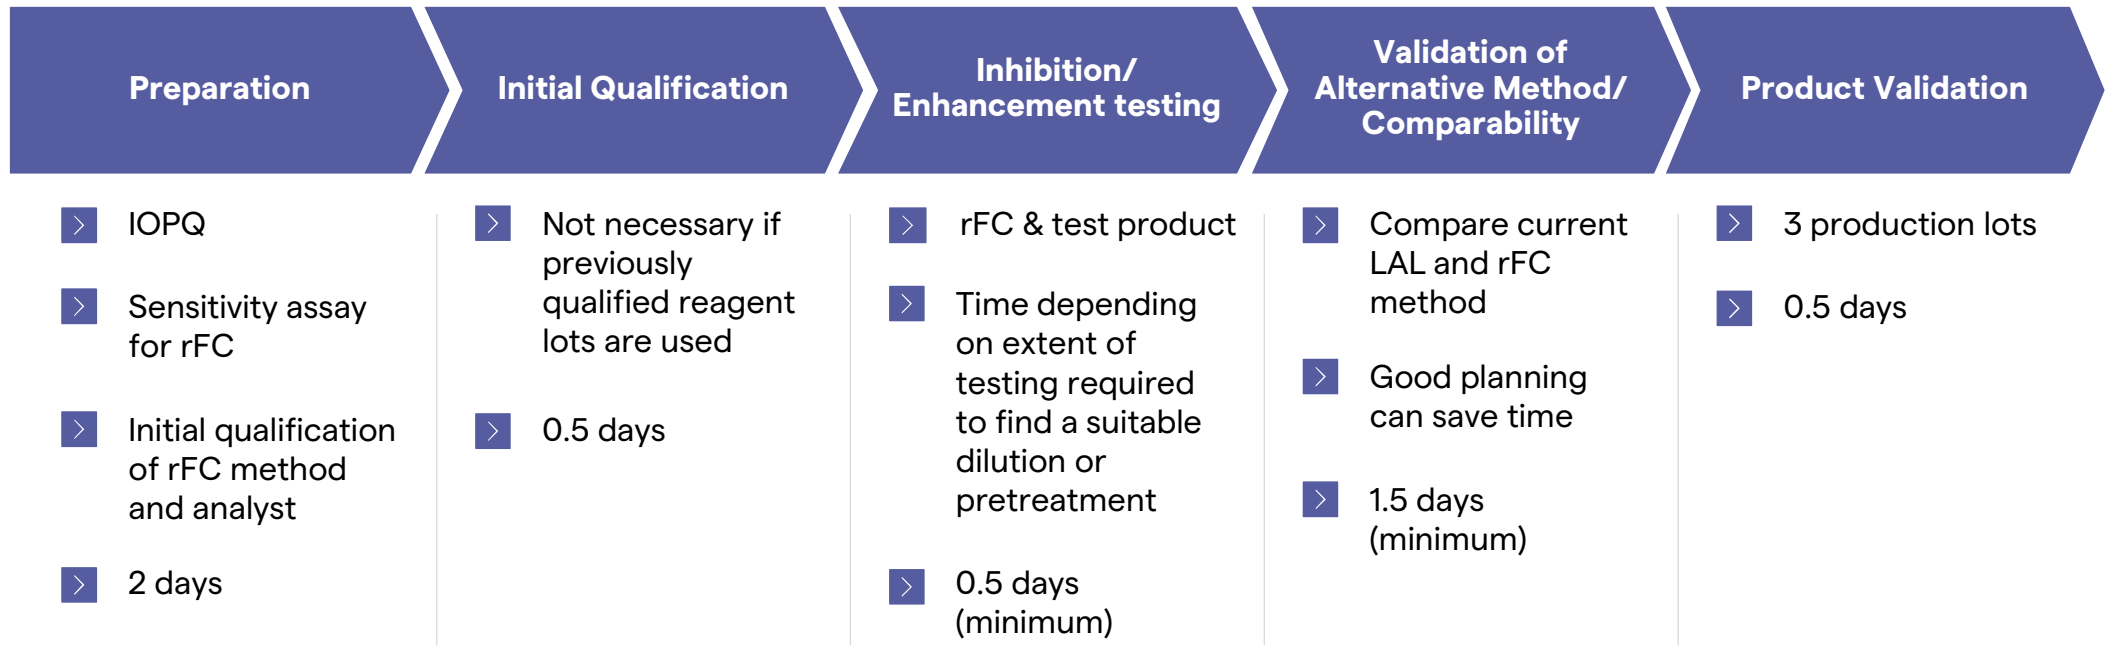 Preparation
Initial Qualification
Inhibition/
Enhancement testing
Validation of
Alternative Method/
Comparability
Product Validation
IOPQ
Sensitivity assay
for rFC
Initial qualification
of rFC method
and analyst
2 days
Not necessary if
previously
qualified reagent
lots are used
0.5 days
rFC & test product
Time depending
on extent of
testing required
to find a suitable
dilution or
pretreatment
0.5 days
(minimum)
Compare current
LAL and rFC
method
Good planning
can save time
1.5 days
(minimum)
3 production lots
0.5 days